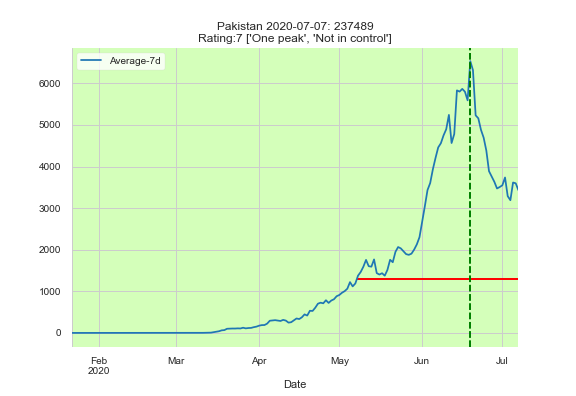 Pakistan 2020-07-07: 237489
Rating:7 ['One peak', 'Not in control']
Average-7d
6000
5000
4000
3000
2000
1000
0
Feb Mar Apr May Jun Jul
2020
Date